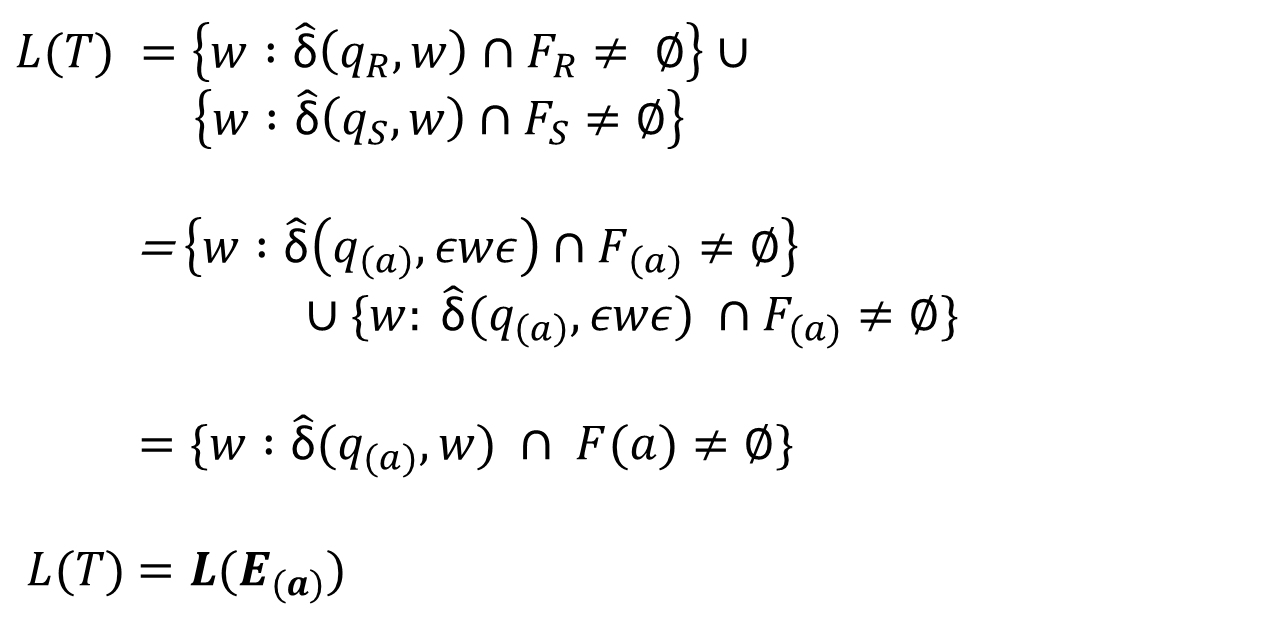 L(T) = {w : δ̂(q_R, w) ∩ F_R ≠ ∅} ∪
{w : δ̂(q_S, w) ∩ F_S ≠ ∅}
= {w : δ̂(q_(a), ϵwϵ) ∩ F_(a) ≠ ∅}
∪ {w: δ̂(q_(a), ϵwϵ) ∩ F_(a) ≠ ∅}
= {w : δ̂(q_(a), w) ∩ F(a) ≠ ∅}
L(T) = L(E_(a))